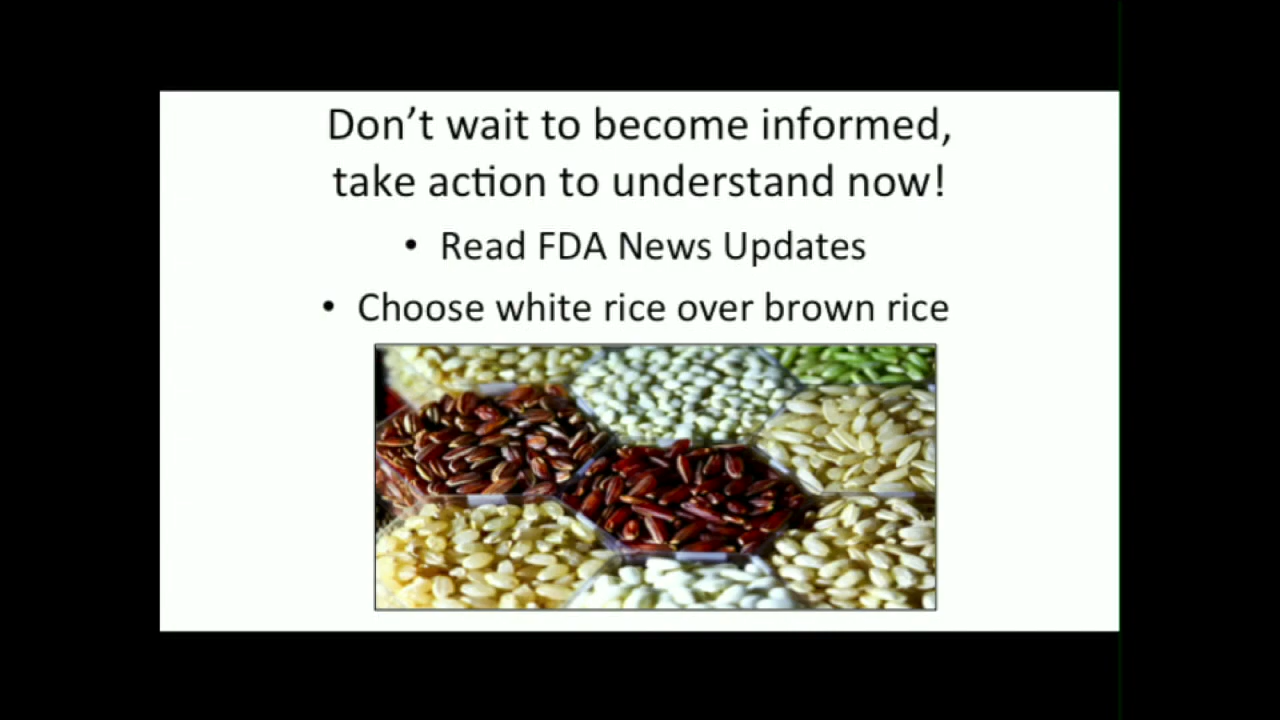 Don't wait to become informed,
take action to understand now!
• Read FDA News Updates
• Choose white rice over brown rice